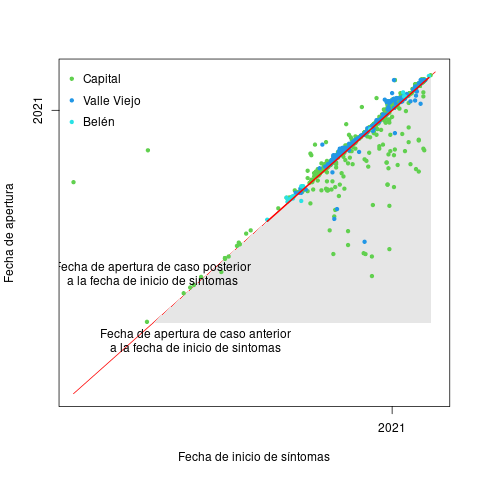 Capital
Valle Viejo
Belén
2021
Fecha de apertura
Fecha de apertura de caso posterior
a la fecha de inicio de síntomas
Fecha de apertura de caso anterior
a la fecha de inicio de sintomas
2021
Fecha de inicio de síntomas